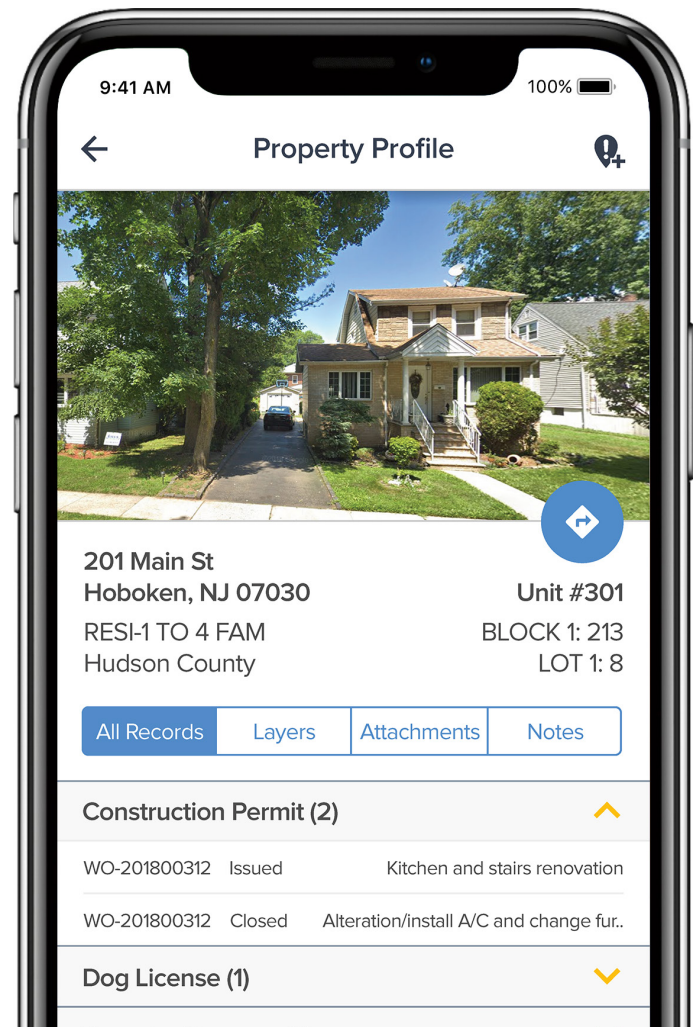 9:41 AM
100%
Property Profile
201 Main St
Hoboken, NJ 07030
Unit #301
RESI-1 TO 4 FAM
BLOCK 1: 213
Hudson County
LOT 1: 8
All Records
Layers
Attachments
Notes
Construction Permit (2)
WO-201800312 Issued Kitchen and stairs renovation
WO-201800312 Closed Alteration/install A/C and change fur..
Dog License (1)